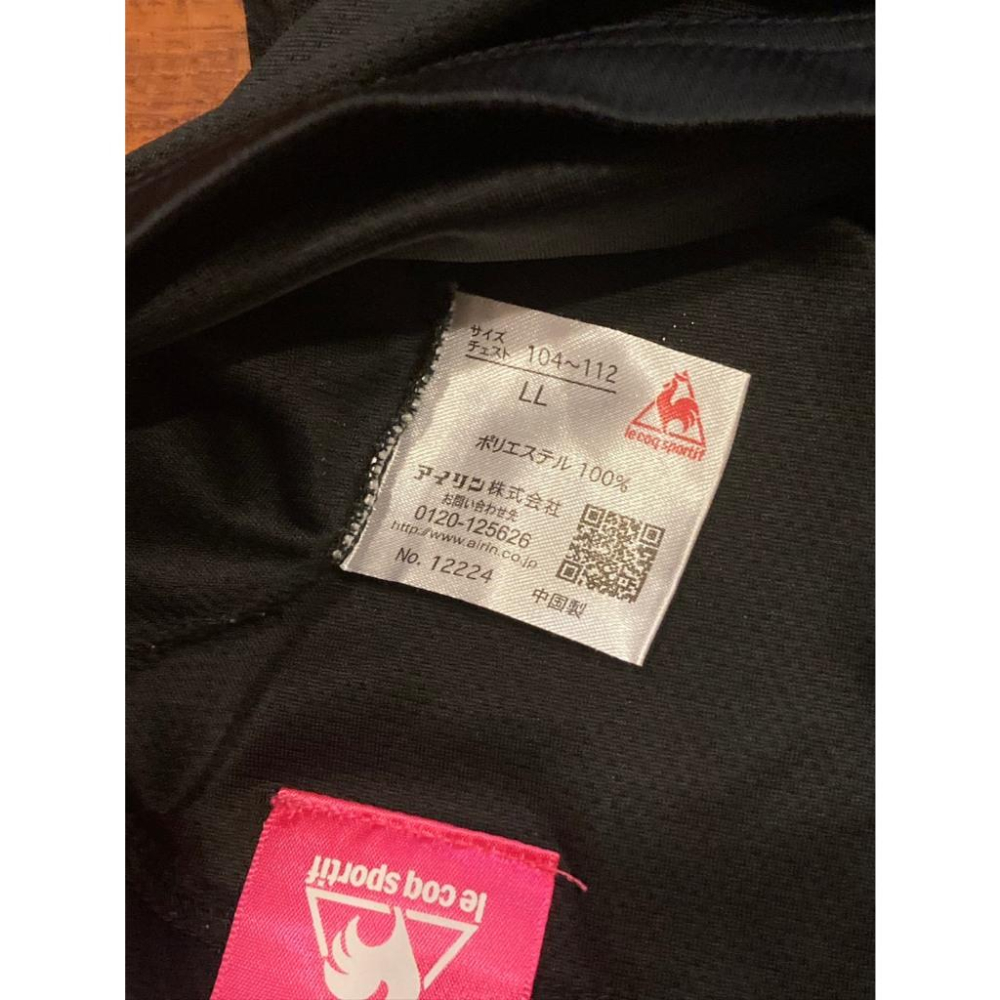 サイズ
チェスト 104~112
LL
le coq sportif
ポリエステル 100%
アイリン株式会社
お問い合わせ先
0120-125626
http://www.airin.co.jp
No. 12224
中国製
le coq sportif